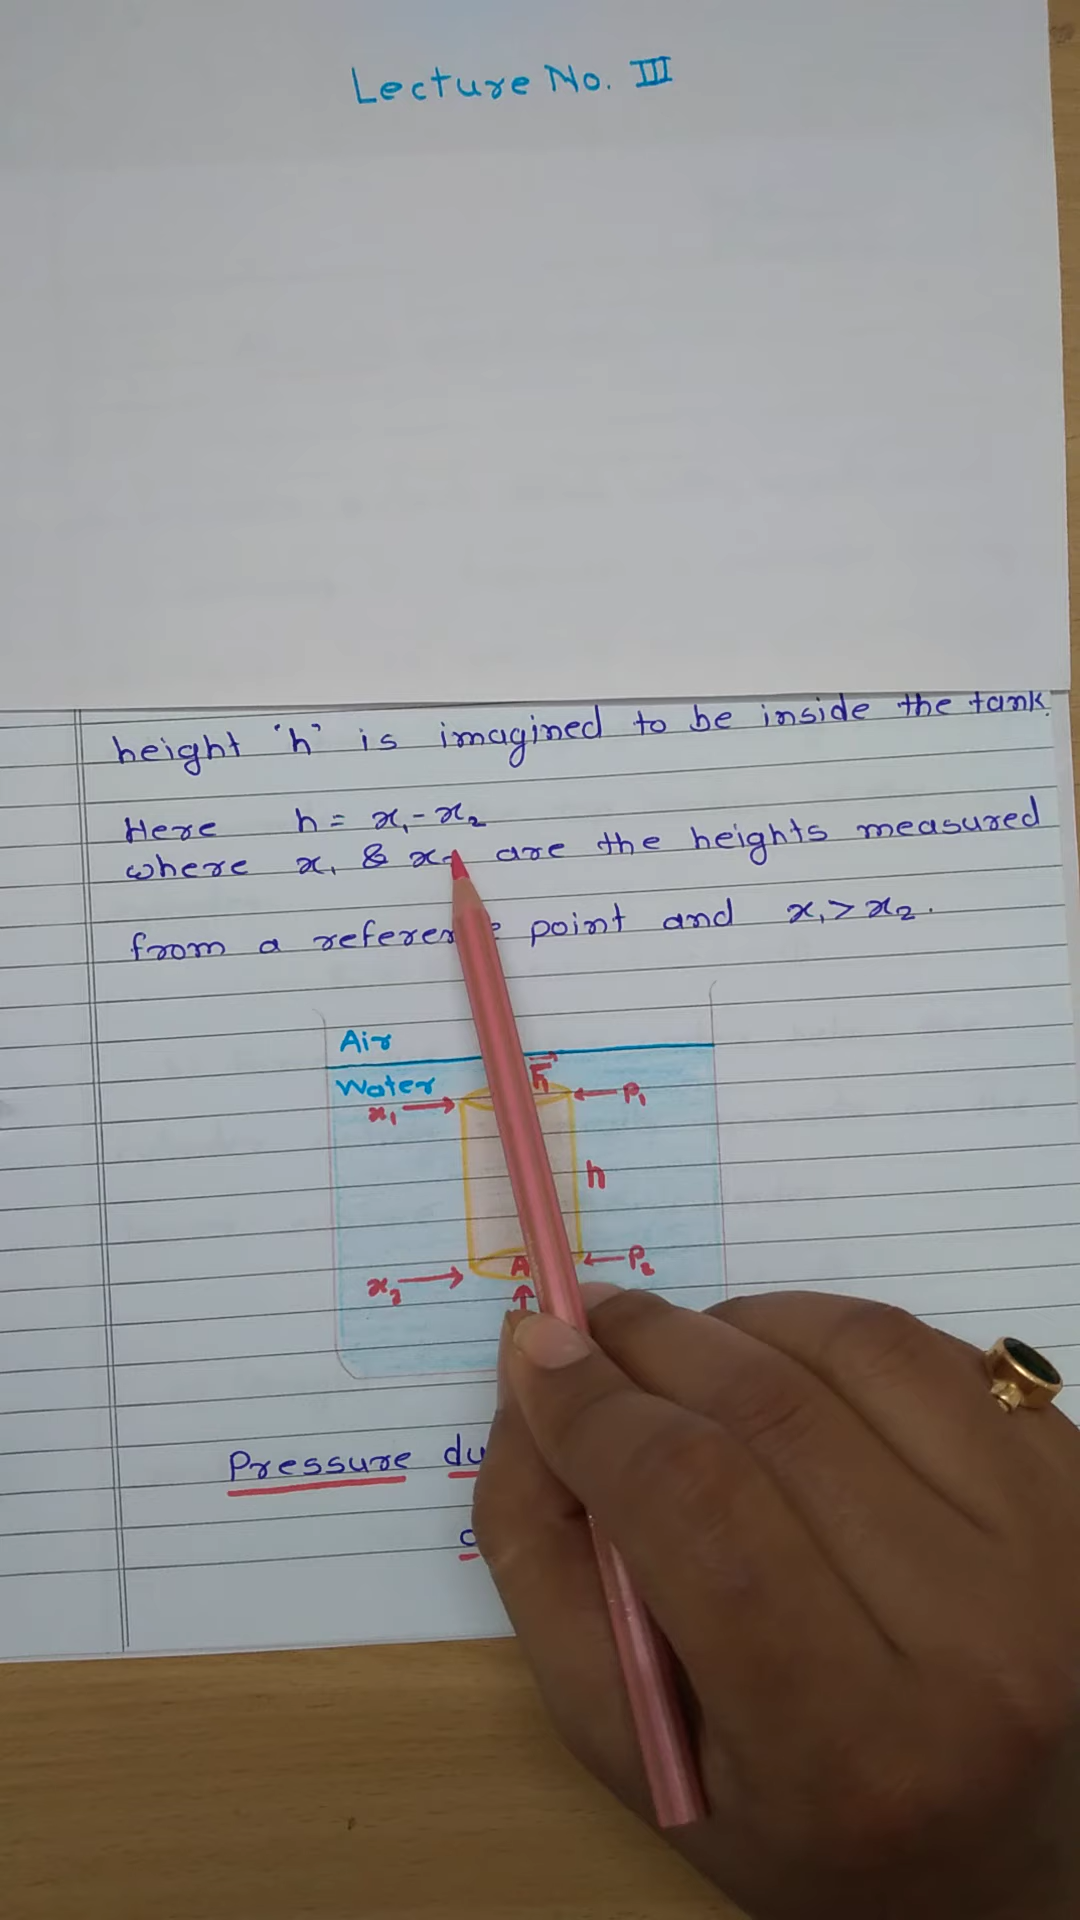 Lecture No. III
height 'h' is imagined to be inside the tank.
Here h = x₁ - x₂
where x₁ & x₂ are the heights measured
from a point and x₁ > x₂.
Air
Water
F₁
x₁ → ← P₁
h
x₂ → A ← P₂
Pressure